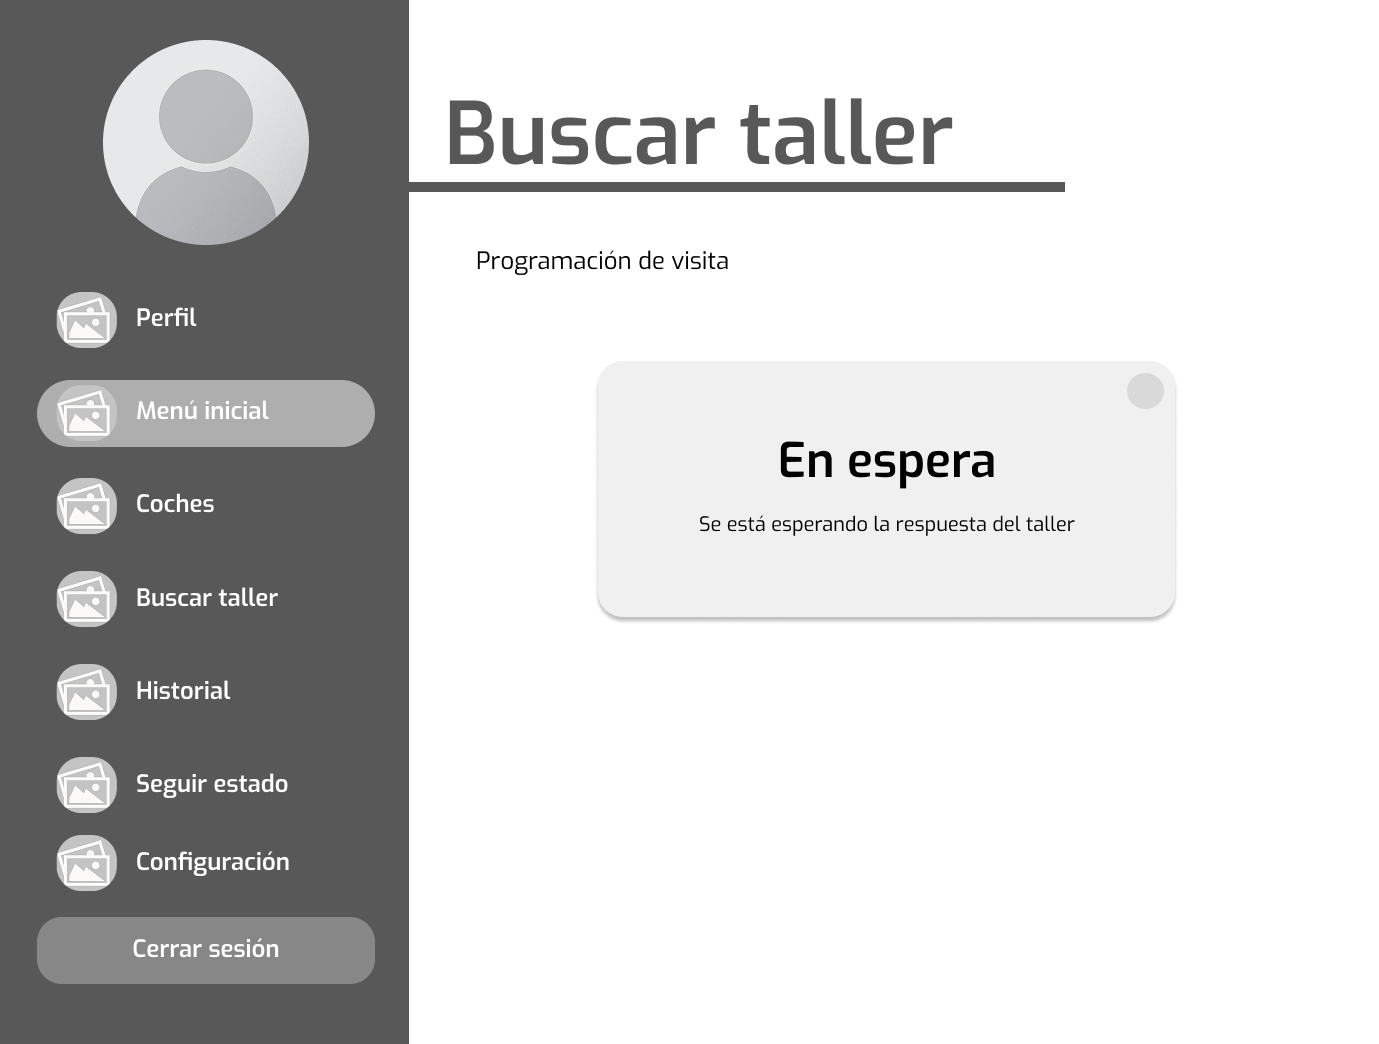 Buscar taller
Programación de visita
Perfil
Menú inicial
Coches
Buscar taller
Historial
Seguir estado
Configuración
Cerrar sesión
En espera
Se está esperando la respuesta del taller